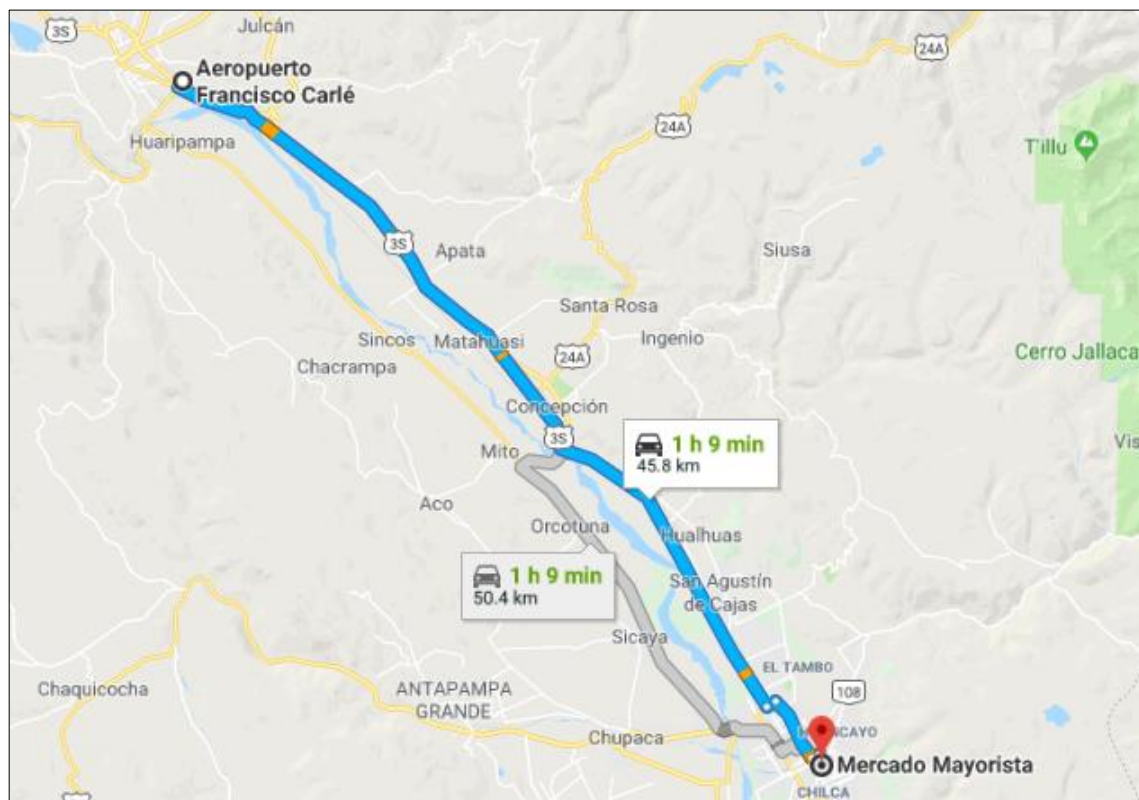 3S
Julcán
24A
Aeropuerto
Francisco Carlé
24A
Huaripampa
T'illu
3S
Apata
Siusa
Santa Rosa
Sincos
Matahuasi
Ingenio
Chacrampa
24A
Cerro Jallaca
Concepción
3S
1 h 9 min
45.8 km
Mito
Vis
Aco
Orcotuna
Hualhuas
1 h 9 min
50.4 km
San Agustín
de Cajas
Sicaya
EL TAMBO
Chaquicocha
ANTAPAMPA
GRANDE
108
Chupaca
Mercado Mayorista
CHILCA